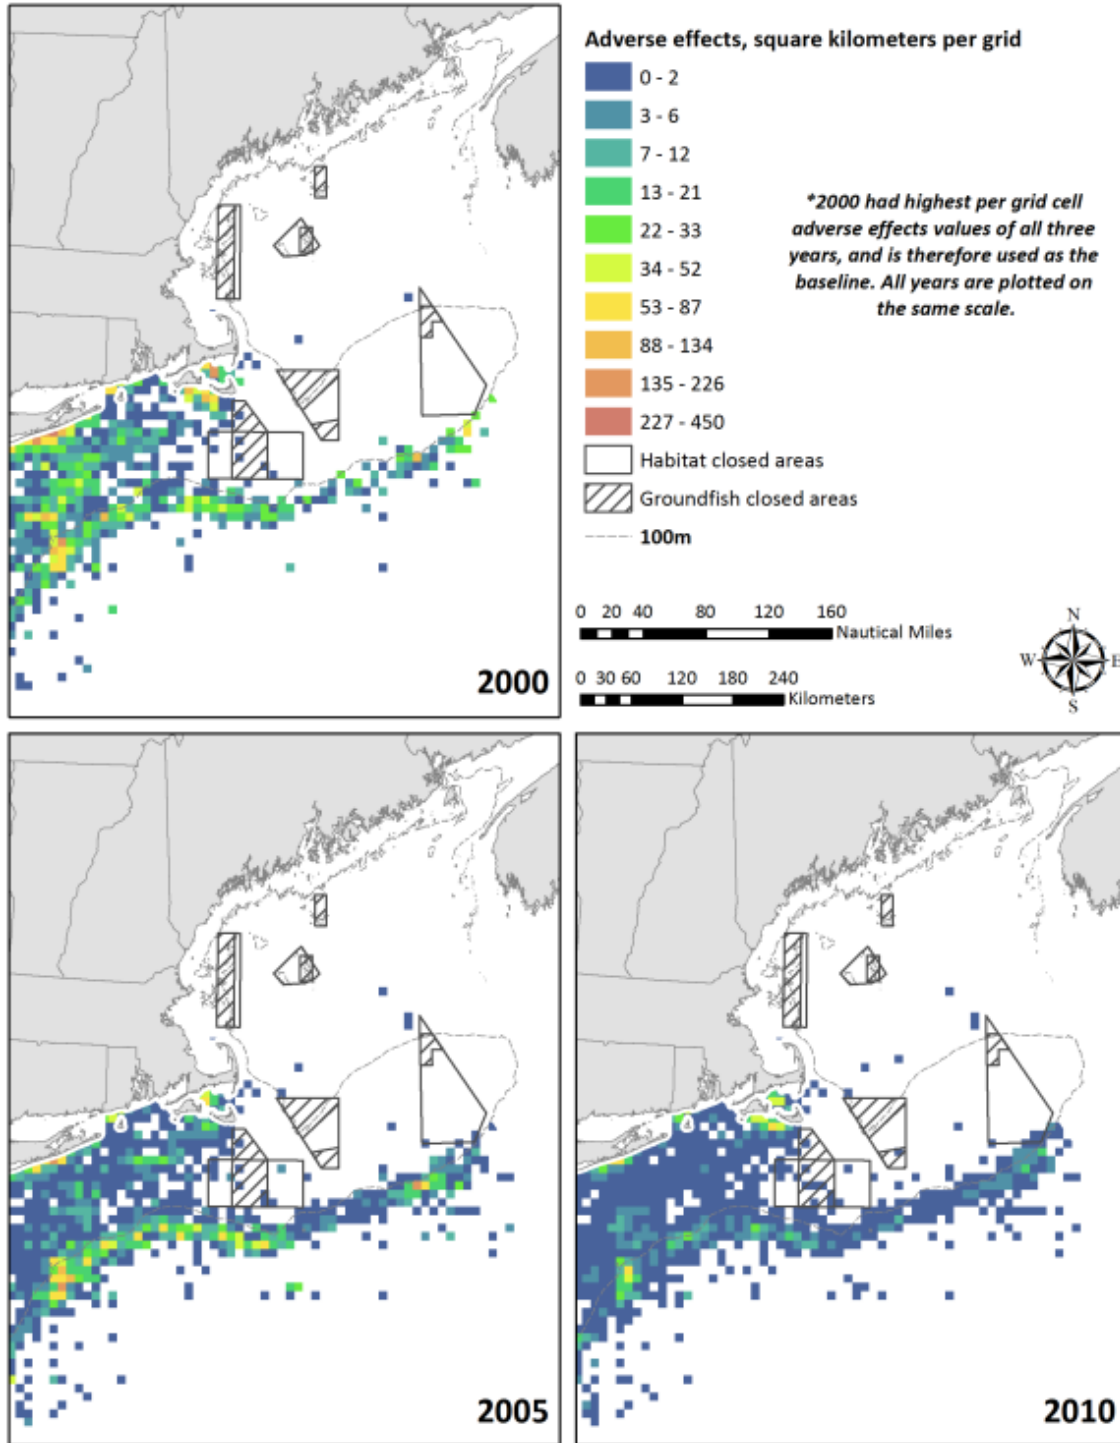 Adverse effects, square kilometers per grid
0 - 2
3 - 6
7 - 12
13 - 21
22 - 33
34 - 52
53 - 87
88 - 134
135 - 226
227 - 450
Habitat closed areas
Groundfish closed areas
100m
*2000 had highest per grid cell
adverse effects values of all three
years, and is therefore used as the
baseline. All years are plotted on
the same scale.
0 20 40 80 120 160
Nautical Miles
0 30 60 120 180 240
Kilometers
N
W E
S
2000
2005
2010